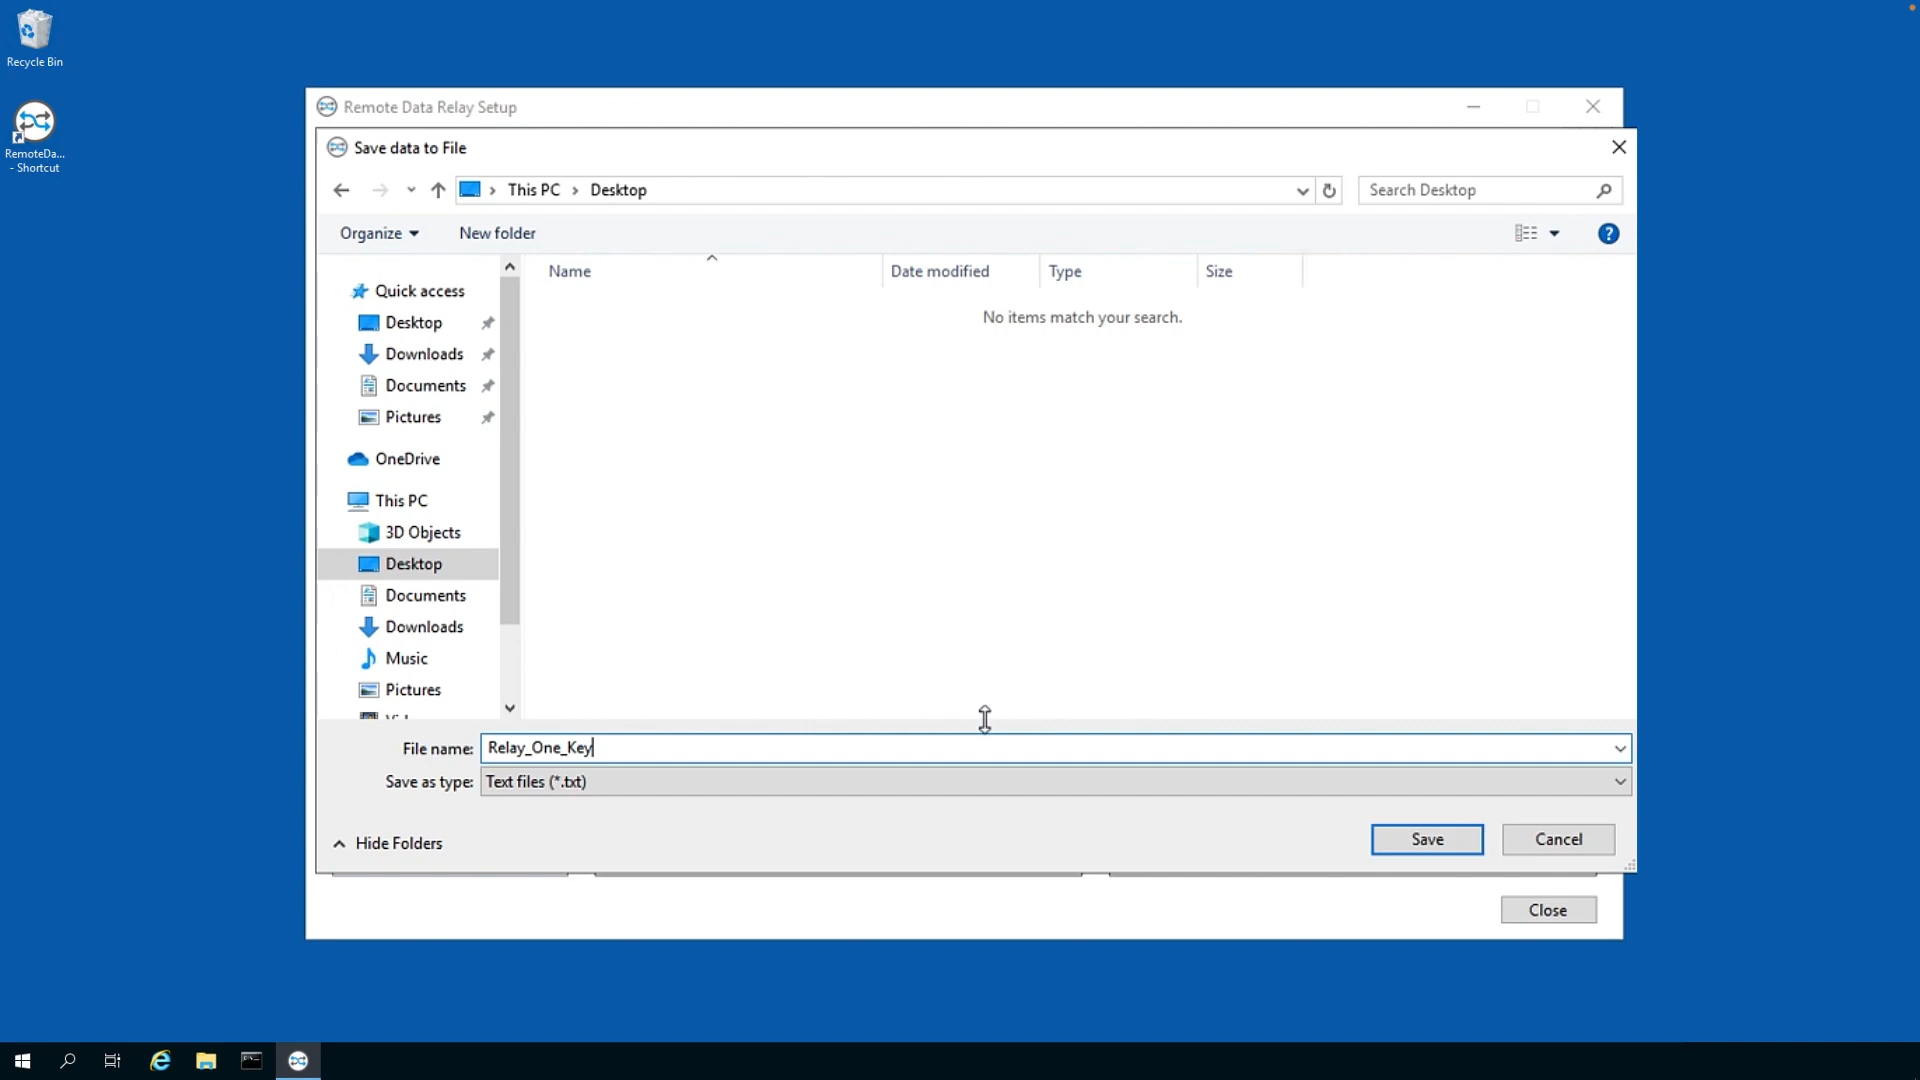 Recycle Bin
RemoteDa...
- Shortcut
Remote Data Relay Setup
Save data to File
This PC
Desktop
Search Desktop
Organize
New folder
Name
Date modified
Type
Size
No items match your search.
Quick access
Desktop
Downloads
Documents
Pictures
OneDrive
This PC
3D Objects
Desktop
Documents
Downloads
Music
Pictures
File name:
Relay_One_Key
Save as type:
Text files (*.txt)
Hide Folders
Save
Cancel
Close